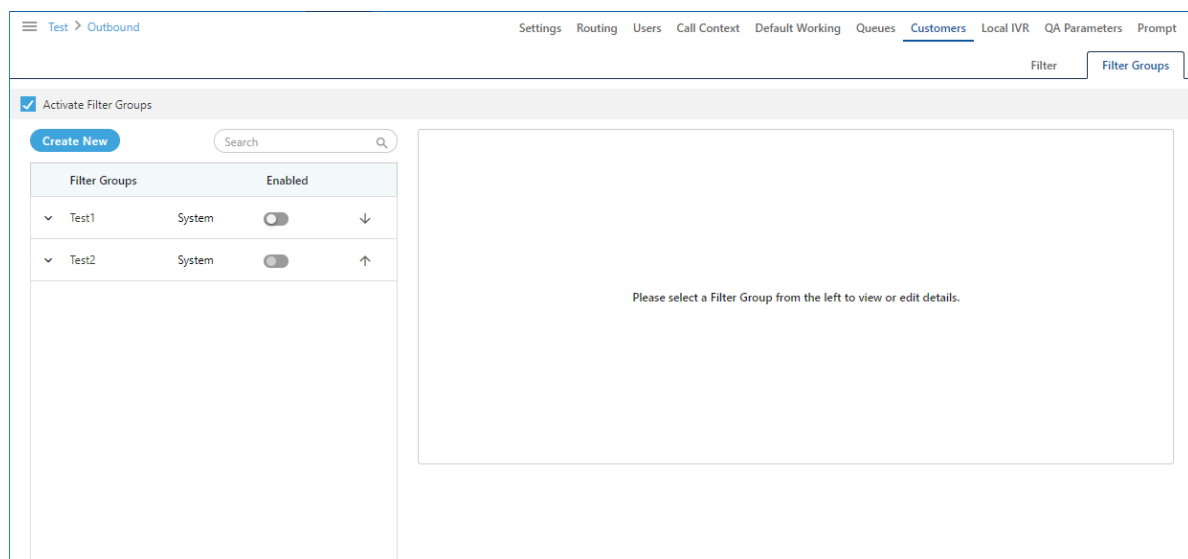 Test > Outbound
Settings Routing Users Call Context Default Working Queues Customers Local IVR QA Parameters Prompt
Filter Filter Groups
Activate Filter Groups
Create New Search
Filter Groups Enabled
Test1 System
Test2 System
Please select a Filter Group from the left to view or edit details.